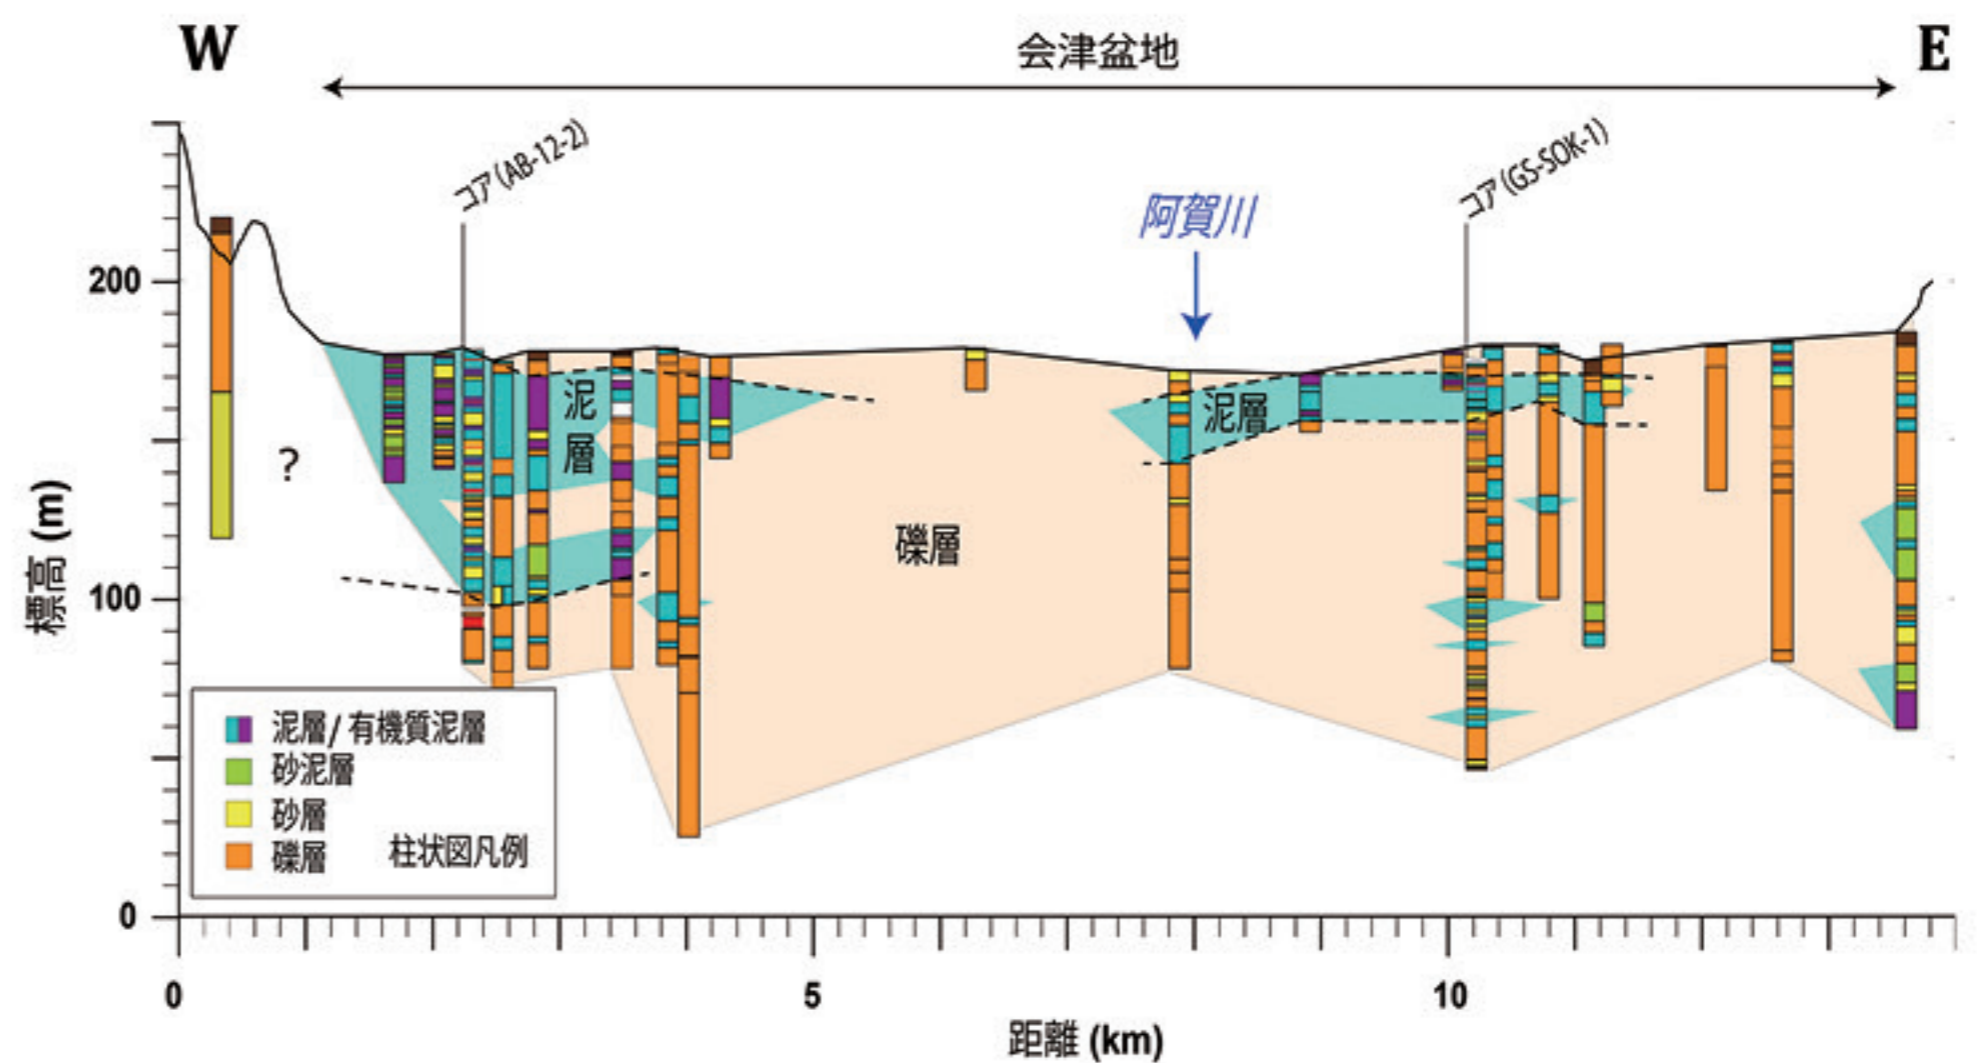 W
会津盆地
E
コア(AB-12-2)
コア(GS-SOK-1)
阿賀川
200
100
0
標高 (m)
?
泥層
泥層
礫層
泥層/有機質泥層
砂泥層
砂層
礫層
柱状図凡例
0
5
10
距離 (km)